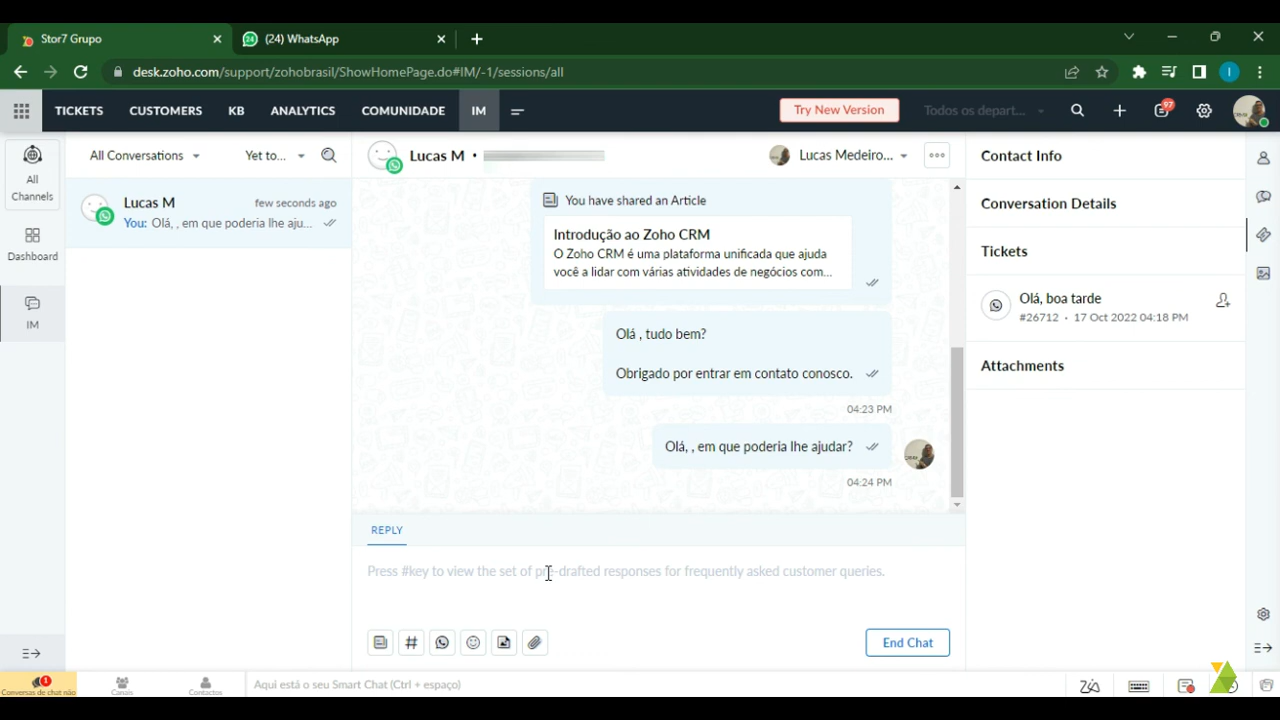 Stor7 Grupo
(24) WhatsApp
desk.zoho.com/support/zohobrasil/ShowHomePage.do#IM/-1/sessions/all
I
TICKETS CUSTOMERS KB ANALYTICS COMUNIDADE IM
Try New Version
Todos os depart...
97
All Channels
Dashboard
IM
All Conversations
Yet to...
Lucas M
few seconds ago
You: Olá, , em que poderia lhe aju...
Lucas M •
Lucas Medeiro...
You have shared an Article
Introdução ao Zoho CRM
O Zoho CRM é uma plataforma unificada que ajuda
você a lidar com várias atividades de negócios com...
Olá , tudo bem?
Obrigado por entrar em contato conosco.
04:23 PM
Olá, , em que poderia lhe ajudar?
04:24 PM
REPLY
Press #key to view the set of pre-drafted responses for frequently asked customer queries.
End Chat
Contact Info
Conversation Details
Tickets
Olá, boa tarde
#26712 • 17 Oct 2022 04:18 PM
Attachments
1
Conversas de chat não
Canais
Contactos
Aqui está o seu Smart Chat (Ctrl + espaço)